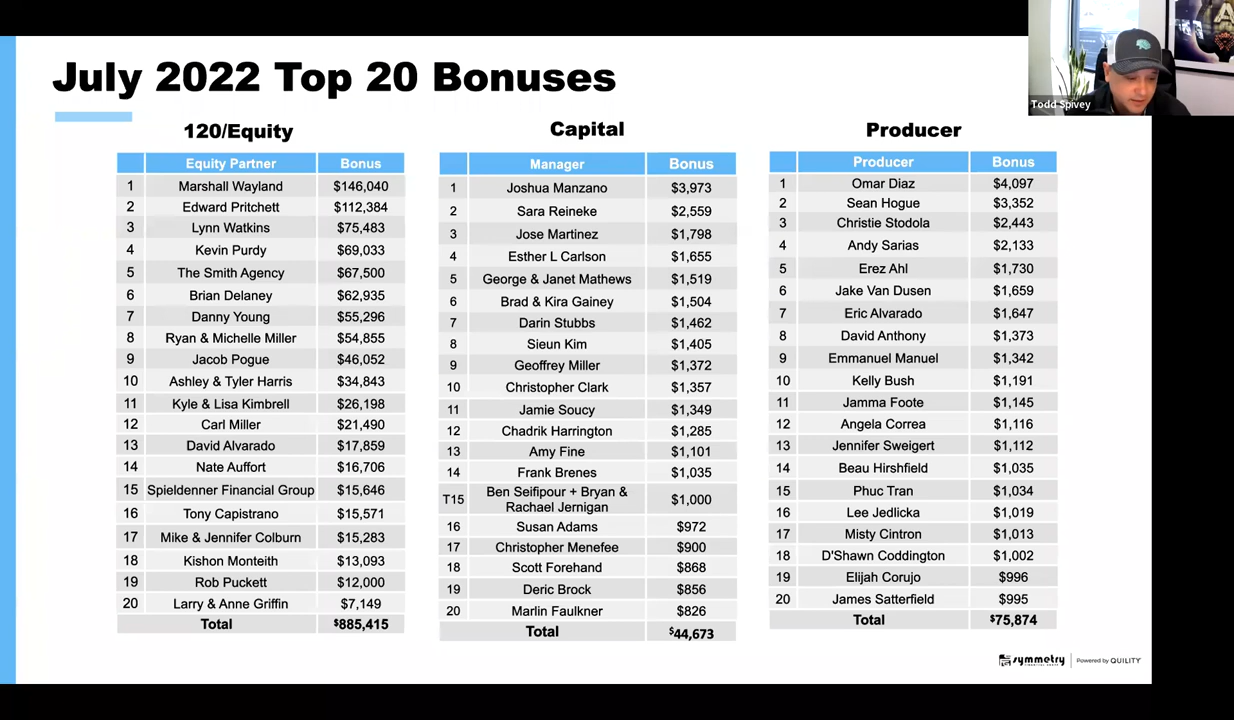 July 2022 Top 20 Bonuses
Todd Spivey
120/Equity
Equity Partner Bonus
1 Marshall Wayland $146,040
2 Edward Pritchett $112,384
3 Lynn Watkins $75,483
4 Kevin Purdy $69,033
5 The Smith Agency $67,500
6 Brian Delaney $62,935
7 Danny Young $55,296
8 Ryan & Michelle Miller $54,855
9 Jacob Pogue $46,052
10 Ashley & Tyler Harris $34,843
11 Kyle & Lisa Kimbrell $26,198
12 Carl Miller $21,490
13 David Alvarado $17,859
14 Nate Auffort $16,706
15 Spieldenner Financial Group $15,646
16 Tony Capistrano $15,571
17 Mike & Jennifer Colburn $15,283
18 Kishon Monteith $13,093
19 Rob Puckett $12,000
20 Larry & Anne Griffin $7,149
Total $885,415
Capital
Manager Bonus
1 Joshua Manzano $3,973
2 Sara Reineke $2,559
3 Jose Martinez $1,798
4 Esther L Carlson $1,655
5 George & Janet Mathews $1,519
6 Brad & Kira Gainey $1,504
7 Darin Stubbs $1,462
8 Sieun Kim $1,405
9 Geoffrey Miller $1,372
10 Christopher Clark $1,357
11 Jamie Soucy $1,349
12 Chadrik Harrington $1,285
13 Amy Fine $1,101
14 Frank Brenes $1,035
T15 Ben Seifipour + Bryan &
Rachael Jernigan $1,000
16 Susan Adams $972
17 Christopher Menefee $900
18 Scott Forehand $868
19 Deric Brock $856
20 Marlin Faulkner $826
Total $44,673
Producer
Producer Bonus
1 Omar Diaz $4,097
2 Sean Hogue $3,352
3 Christie Stodola $2,443
4 Andy Sarias $2,133
5 Erez Ahl $1,730
6 Jake Van Dusen $1,659
7 Eric Alvarado $1,647
8 David Anthony $1,373
9 Emmanuel Manuel $1,342
10 Kelly Bush $1,191
11 Jamma Foote $1,145
12 Angela Correa $1,116
13 Jennifer Sweigert $1,112
14 Beau Hirshfield $1,035
15 Phuc Tran $1,034
16 Lee Jedlicka $1,019
17 Misty Cintron $1,013
18 D'Shawn Coddington $1,002
19 Elijah Corujo $996
20 James Satterfield $995
Total $75,874
symmetry
Powered by QUILITY